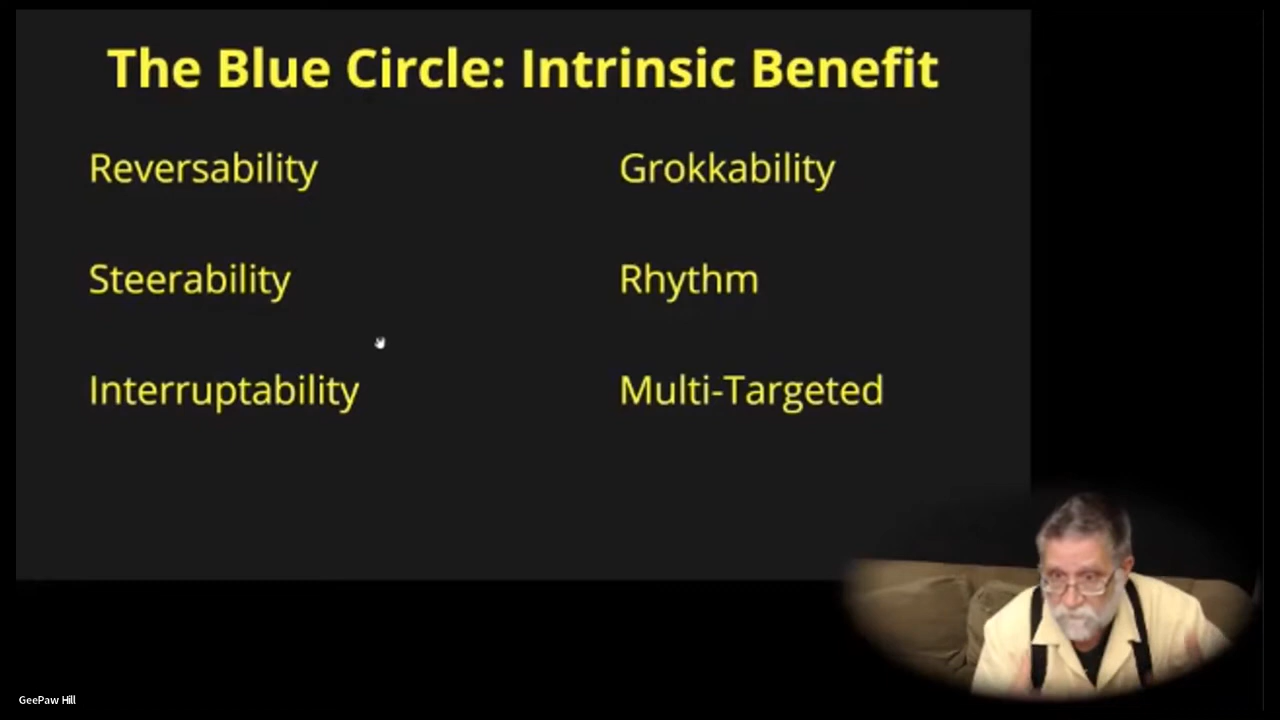 The Blue Circle: Intrinsic Benefit
Reversability
Grokkability
Steerability
Rhythm
Interruptability
Multi-Targeted
GeePaw Hill